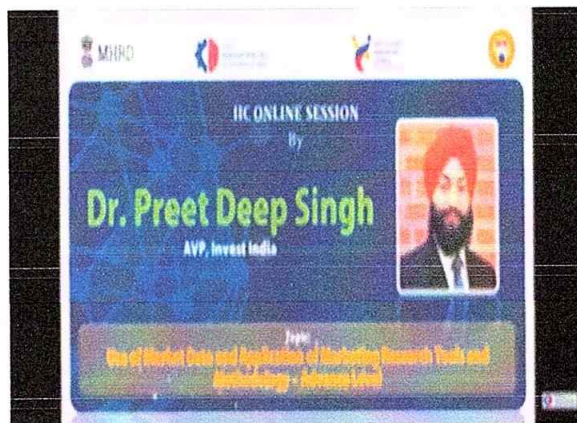 MHRD
IIC ONLINE SESSION
By
Dr. Preet Deep Singh
AVP, Invest India
Topic
Use of Market Data and Application of Marketing Research Tools and
Methodology - Advance Level